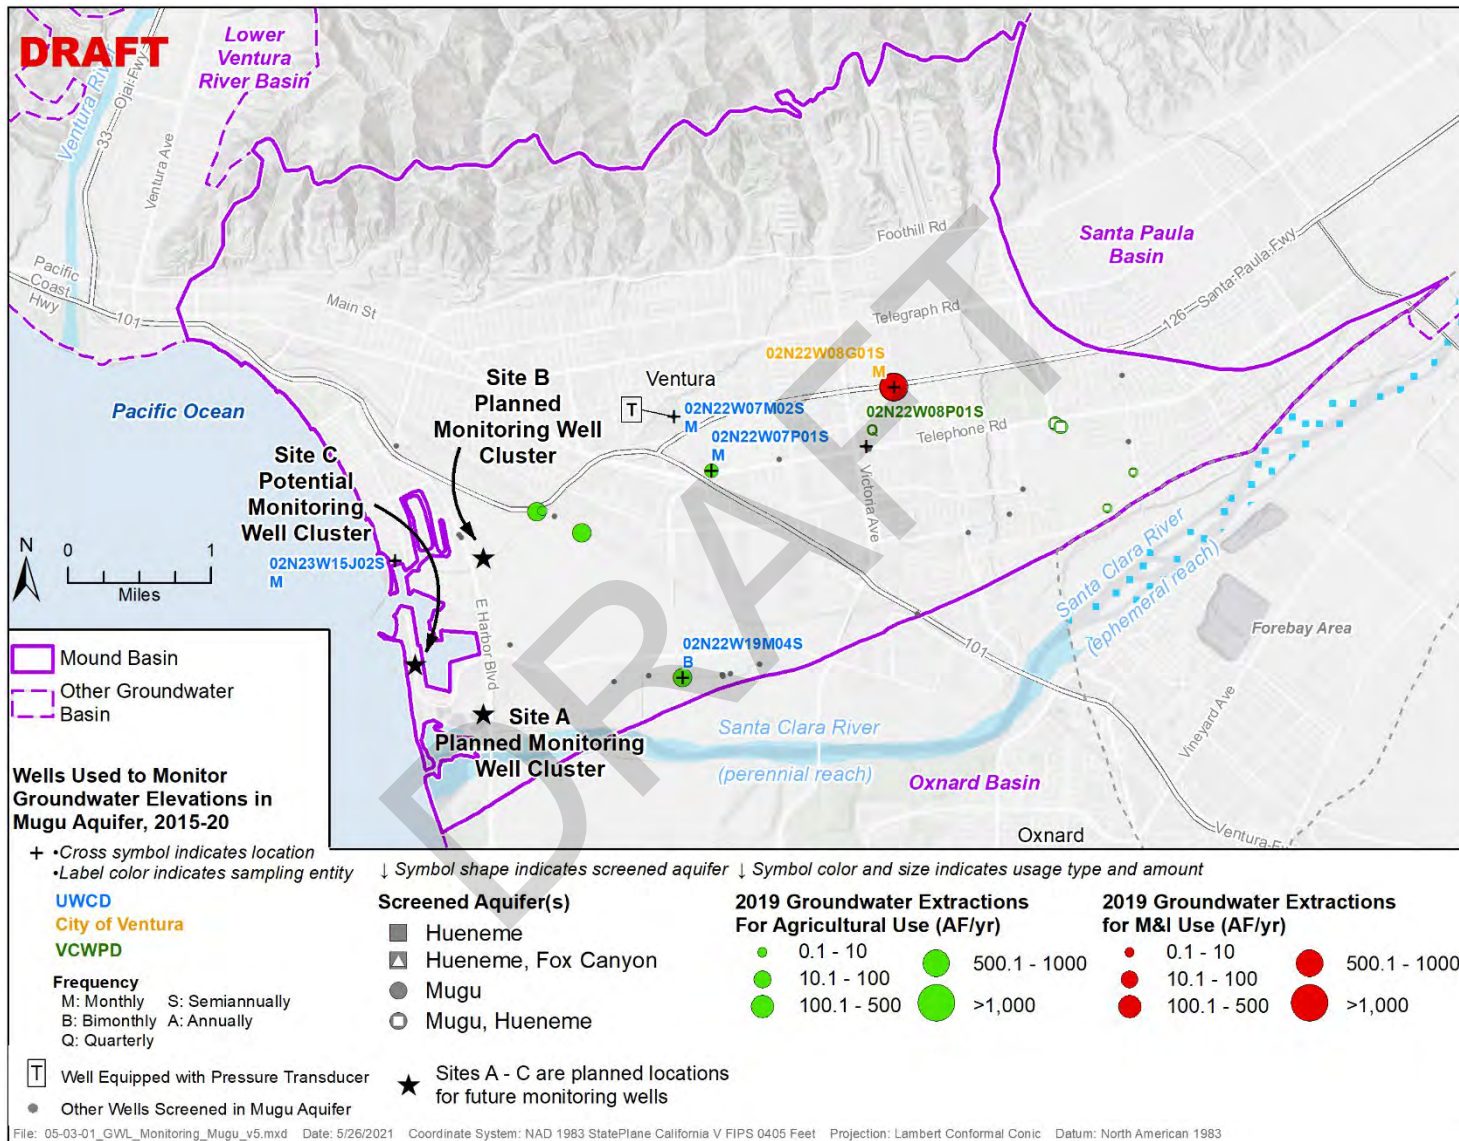 DRAFT
Lower
Ventura
River Basin
Ventura River
33
Ojai Fwy
Ventura Ave
Pacific
Coast
Hwy
101
Main St
Foothill Rd
Santa Paula
Basin
126
Santa Paula Fwy
Telegraph Rd
02N22W08G01S
M
Pacific Ocean
Site B
Planned
Monitoring Well
Cluster
Ventura
T
02N22W07M02S
M
02N22W07P01S
M
02N22W08P01S
Q
Telephone Rd
Victoria Ave
Site C
Potential
Monitoring
Well Cluster
N
0 1
Miles
02N23W15J02S
M
E Harbor Blvd
02N22W19M04S
B
101
Santa Clara River
(ephemeral reach)
Forebay Area
Vineyard Ave
Site A
Planned Monitoring
Well Cluster
Santa Clara River
(perennial reach)
Oxnard Basin
Oxnard
DRAFT
Mound Basin
Other Groundwater
Basin
Wells Used to Monitor
Groundwater Elevations in
Mugu Aquifer, 2015-20
•Cross symbol indicates location
•Label color indicates sampling entity
UWCD
City of Ventura
VCWPD
Frequency
M: Monthly S: Semiannually
B: Bimonthly A: Annually
Q: Quarterly
T Well Equipped with Pressure Transducer
Other Wells Screened in Mugu Aquifer
↓ Symbol shape indicates screened aquifer ↓ Symbol color and size indicates usage type and amount
Screened Aquifer(s)
Hueneme
Hueneme, Fox Canyon
Mugu
Mugu, Hueneme
Sites A - C are planned locations
for future monitoring wells
2019 Groundwater Extractions
For Agricultural Use (AF/yr)
0.1 - 10
10.1 - 100
100.1 - 500
500.1 - 1000
>1,000
2019 Groundwater Extractions
for M&I Use (AF/yr)
0.1 - 10
10.1 - 100
100.1 - 500
500.1 - 1000
>1,000
File: 05-03-01_GWL_Monitoring_Mugu_v5.mxd Date: 5/26/2021 Coordinate System: NAD 1983 StatePlane California V FIPS 0405 Feet Projection: Lambert Conformal Conic Datum: North American 1983